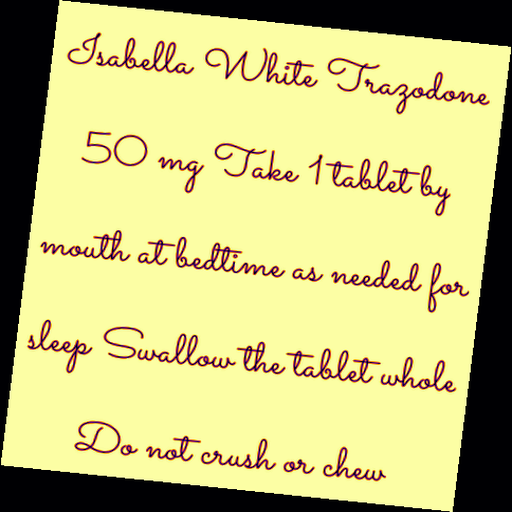 Isabella White Trazodone
50 mg Take 1 tablet by
mouth at bedtime as needed for
sleep Swallow the tablet whole
Do not crush or chew